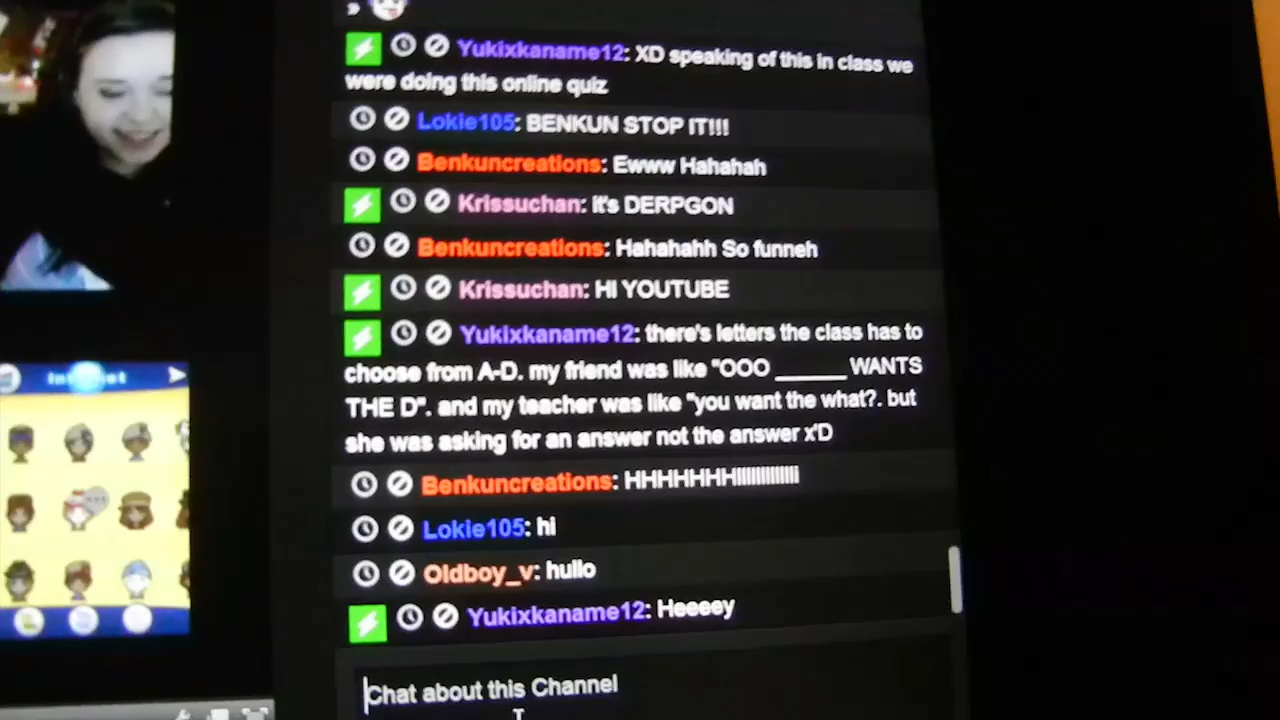 »
Yukixkaname12: XD speaking of this in class we
were doing this online quiz
Lokie105: BENKUN STOP IT!!!
Benkuncreations: Ewww Hahahah
Krissuchan: it's DERPGON
Benkuncreations: Hahahahh So funneh
Krissuchan: HI YOUTUBE
Yukixkaname12: there's letters the class has to
choose from A-D. my friend was like "OOO ______ WANTS
THE D". and my teacher was like "you want the what?. but
she was asking for an answer not the answer x'D
Benkuncreations: HHHHHHHIIIIIIIIIIIII
Lokie105: hi
Oldboy_v: hullo
Yukixkaname12: Heeeey
Chat about this Channel
Internet